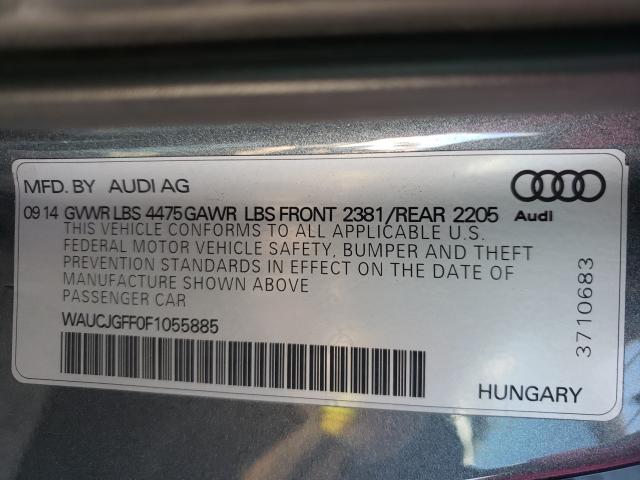 MFD. BY AUDI AG
09 14 GVWR LBS 4475 GAWR LBS FRONT 2381/REAR 2205
Audi
THIS VEHICLE CONFORMS TO ALL APPLICABLE U.S.
FEDERAL MOTOR VEHICLE SAFETY, BUMPER AND THEFT
PREVENTION STANDARDS IN EFFECT ON THE DATE OF
MANUFACTURE SHOWN ABOVE
PASSENGER CAR
WAUCJGFF0F1055885
3710683
HUNGARY